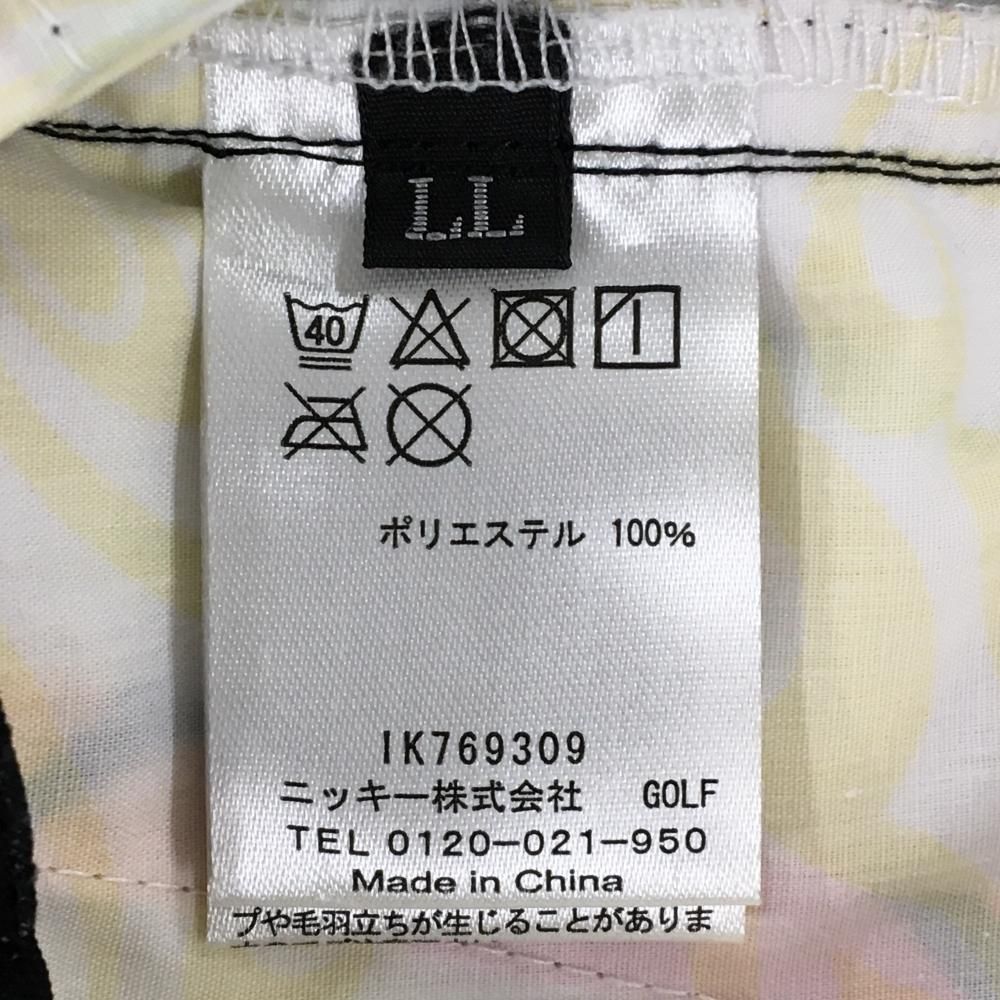 LL
40
ポリエステル 100%
IK769309
ニッキー株式会社 GOLF
TEL 0120-021-950
Made in China
プや毛羽立ちが生じることがありま